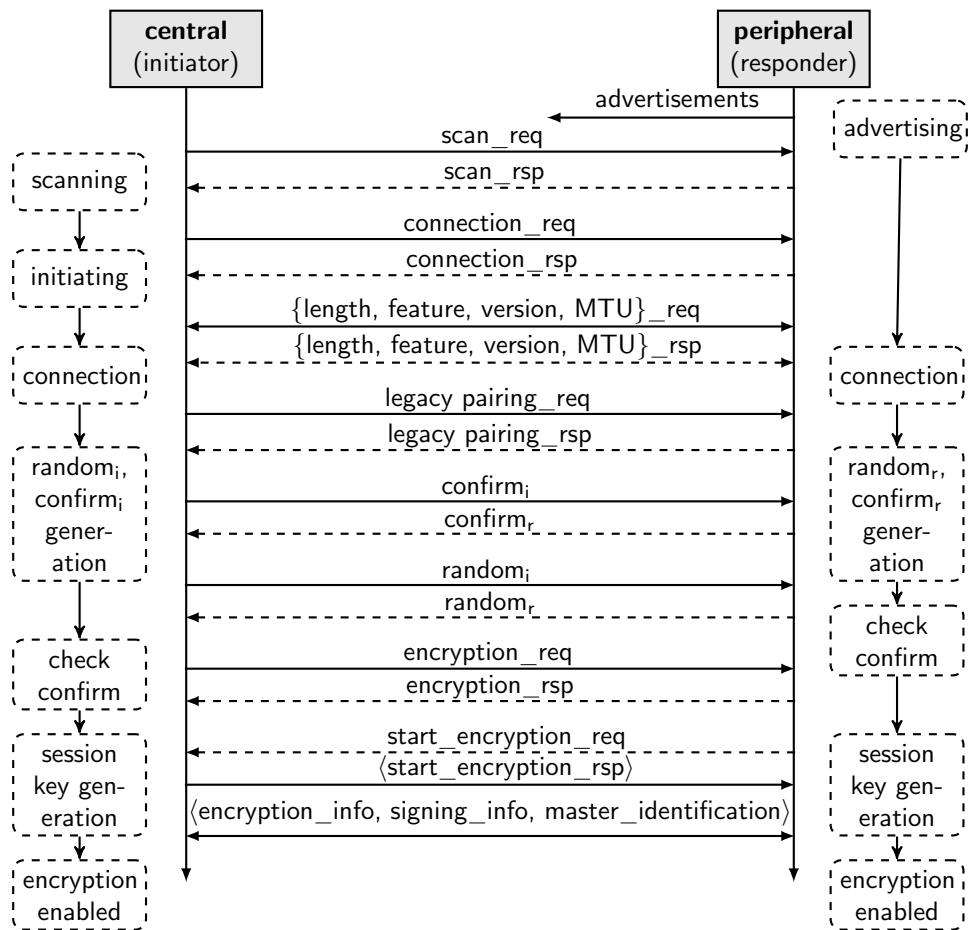 central
(initiator)
peripheral
(responder)
advertisements
advertising
scan_req
scanning
scan_rsp
connection_req
initiating
connection_rsp
{length, feature, version, MTU}_req
{length, feature, version, MTU}_rsp
connection
connection
legacy pairing_req
legacy pairing_rsp
randomᵢ,
confirmᵢ
gener-
ation
randomᵣ,
confirmᵣ
gener-
ation
confirmᵢ
confirmᵣ
randomᵢ
randomᵣ
check
confirm
check
confirm
encryption_req
encryption_rsp
start_encryption_req
⟨start_encryption_rsp⟩
session
key gen-
eration
session
key gen-
eration
⟨encryption_info, signing_info, master_identification⟩
encryption
enabled
encryption
enabled